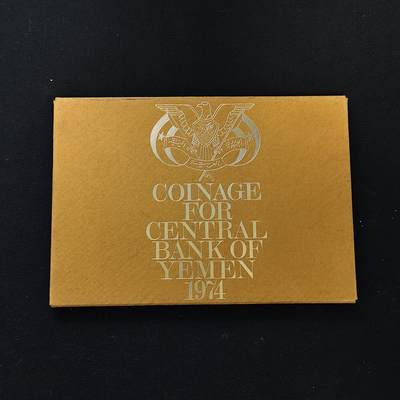 COINAGE
FOR
CENTRAL
BANK OF
YEMEN
1974